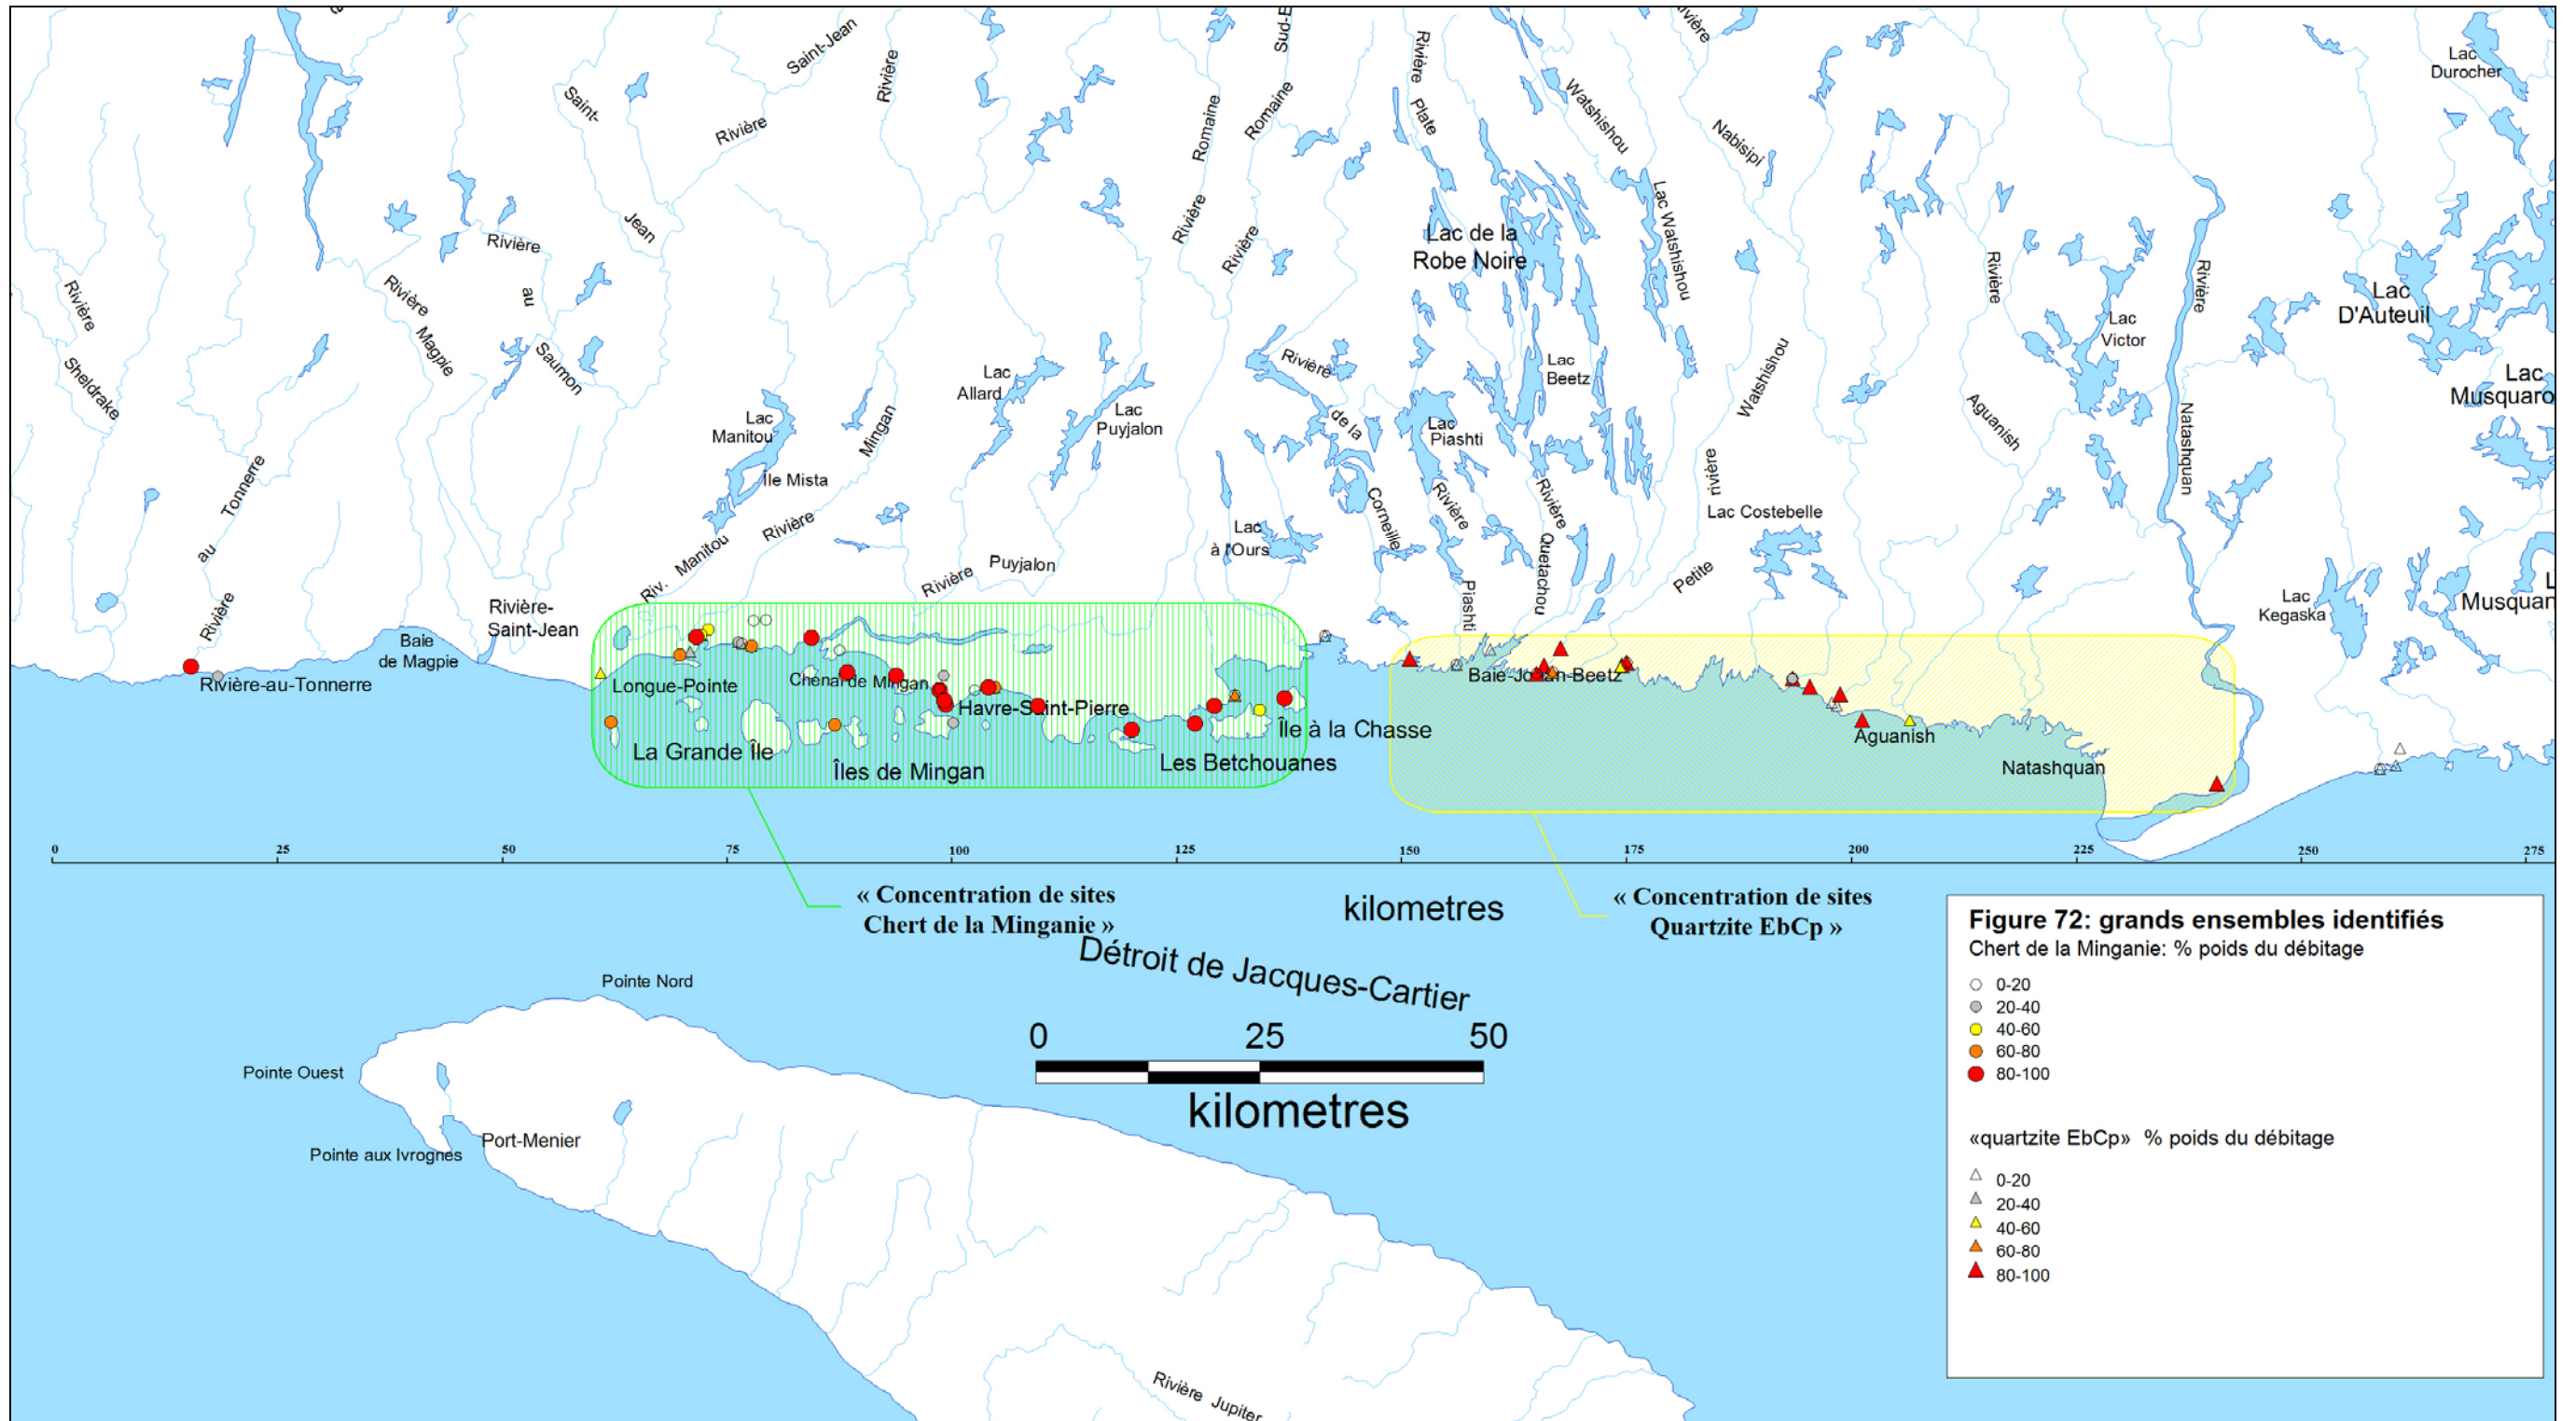 Saint-Jean
Rivière
Saint-
Jean
Rivière
Rivière
au
Saumon
Rivière
Magpie
Rivière
Sheldrake
Rivière
au
Tonnerre
Rivière-au-Tonnerre
Baie
de Magpie
Rivière-
Saint-Jean
Rivière
Mingan
Rivière
Lac
Manitou
Île Mista
Riv. Manitou
Lac
Allard
Lac
Puyjalon
Rivière
Puyjalon
Romaine
Rivière
Sud-E
Romaine
Rivière
Lac
à l'Ours
Rivière
de la
Corneille
Rivière
Plate
Lac de la
Robe Noire
Lac
Piashti
Rivière
Piashti
Lac
Beetz
Rivière
Quetachou
Watshishou
Lac Watshishou
Rivière
Nabisipi
Watshishou
rivière
Petite
Lac Costebelle
Rivière
Aguanish
Lac
Victor
Rivière
Natashquan
Lac
Durocher
Lac
D'Auteuil
Lac
Musquaro
L
Musquan
Lac
Kegaska
Longue-Pointe
Chenal de Mingan
Havre-Saint-Pierre
La Grande Île
Îles de Mingan
Les Betchouanes
Île à la Chasse
Baie-Johan-Beetz
Aguanish
Natashquan
0 25 50 75 100 125 150 175 200 225 250 275
kilometres
« Concentration de sites
Chert de la Minganie »
« Concentration de sites
Quartzite EbCp »
Détroit de Jacques-Cartier
0 25 50
kilometres
Pointe Nord
Pointe Ouest
Pointe aux Ivrognes
Port-Menier
Rivière Jupiter
Figure 72: grands ensembles identifiés
Chert de la Minganie: % poids du débitage
0-20
20-40
40-60
60-80
80-100
«quartzite EbCp» % poids du débitage
0-20
20-40
40-60
60-80
80-100